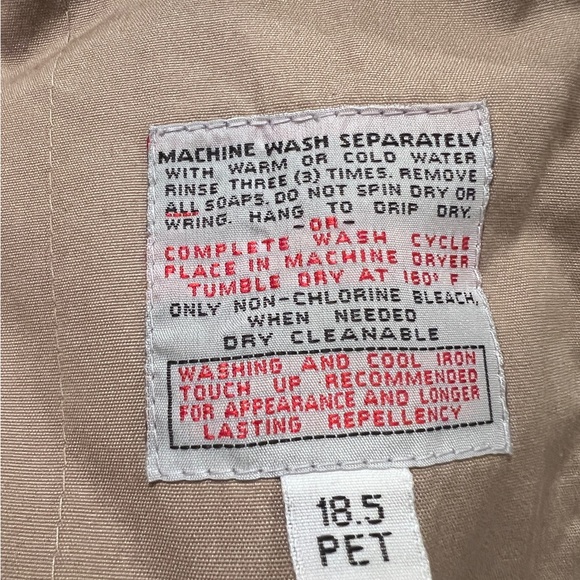 MACHINE WASH SEPARATELY
WITH WARM OR COLD WATER
RINSE THREE (3) TIMES. REMOVE
ALL SOAPS. DO NOT SPIN DRY OR
WRING. HANG TO DRIP DRY.
-OR-
COMPLETE WASH CYCLE
PLACE IN MACHINE DRYER
TUMBLE DRY AT 160° F
ONLY NON-CHLORINE BLEACH,
WHEN NEEDED
DRY CLEANABLE
WASHING AND COOL IRON
TOUCH UP RECOMMENDED
FOR APPEARANCE AND LONGER
LASTING REPELLENCY
18.5
PET